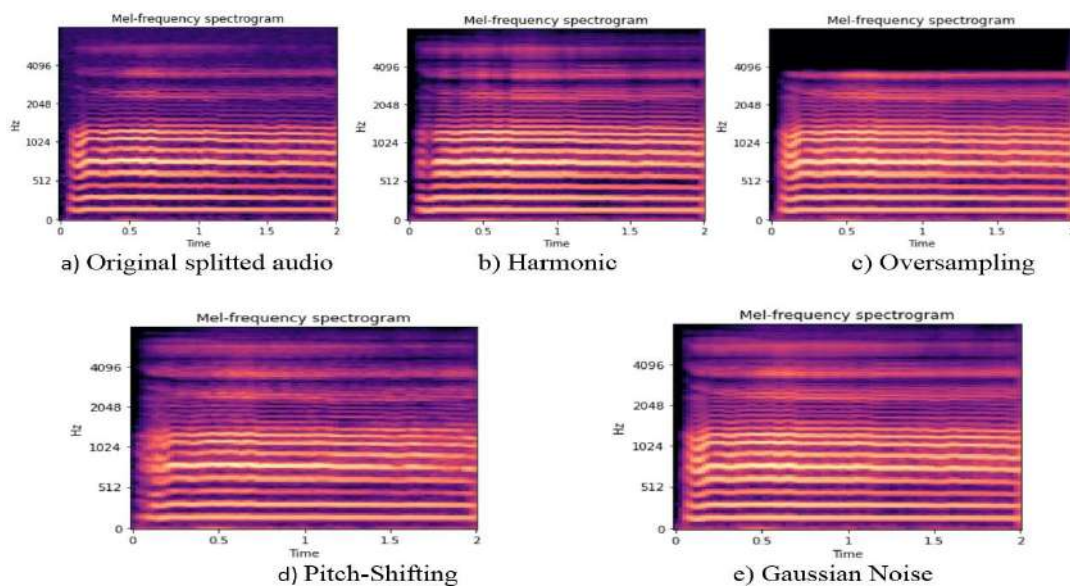 Mel-frequency spectrogram Mel-frequency spectrogram Mel-frequency spectrogram
4096 4096 4096
2048 2048 2048
Hz Hz Hz
1024 1024 1024
512 512 512
0 0 0
0 0.5 1 1.5 2 0 0.5 1 1.5 2 0 0.5 1 1.5 2
Time Time Time
a) Original splitted audio b) Harmonic c) Oversampling
Mel-frequency spectrogram Mel-frequency spectrogram
4096 4096
2048 2048
Hz Hz
1024 1024
512 512
0 0
0 0.5 1 1.5 2 0 0.5 1 1.5 2
Time Time
d) Pitch-Shifting e) Gaussian Noise